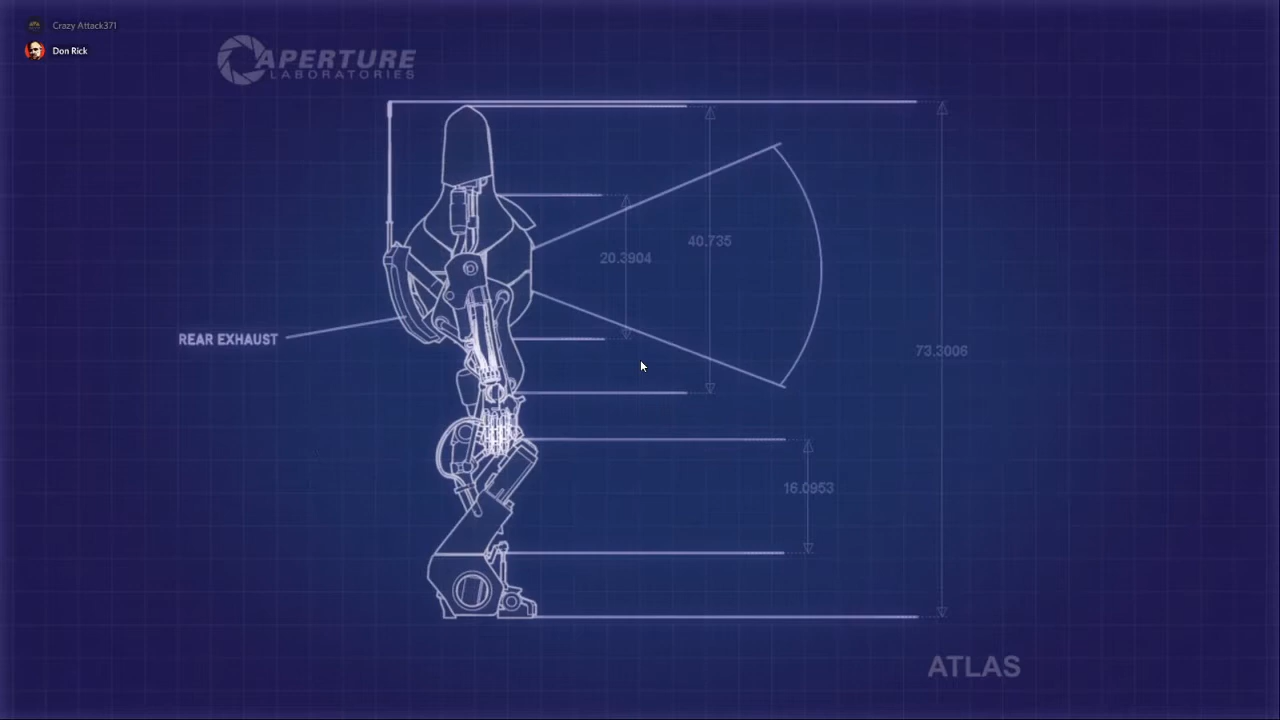 Crazy Attack371
Don Rick
APERTURE
LABORATORIES
40.735
20.3904
REAR EXHAUST
73.3006
16.0953
ATLAS